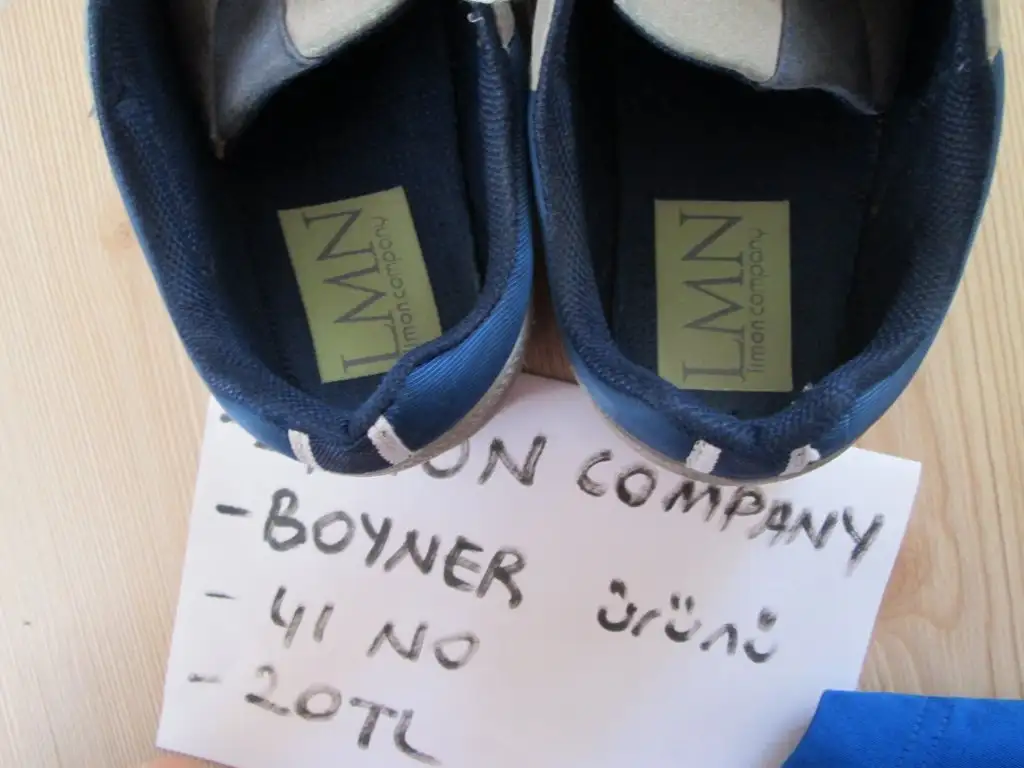 LMN
limon company
LMN
limon company
COMPANY
- BOYNER ürünü
- 41 NO
- 20TL